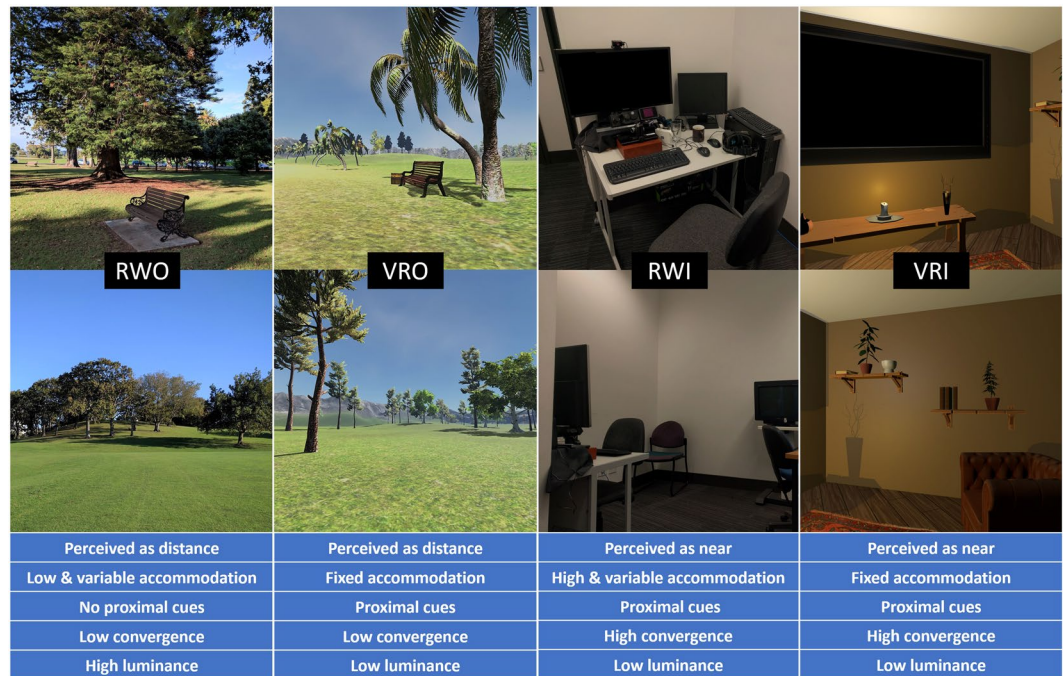 RWO
VRO
RWI
VRI
Perceived as distance
Perceived as distance
Perceived as near
Perceived as near
Low & variable accommodation
Fixed accommodation
High & variable accommodation
Fixed accommodation
No proximal cues
Proximal cues
Proximal cues
Proximal cues
Low convergence
Low convergence
High convergence
High convergence
High luminance
Low luminance
Low luminance
Low luminance